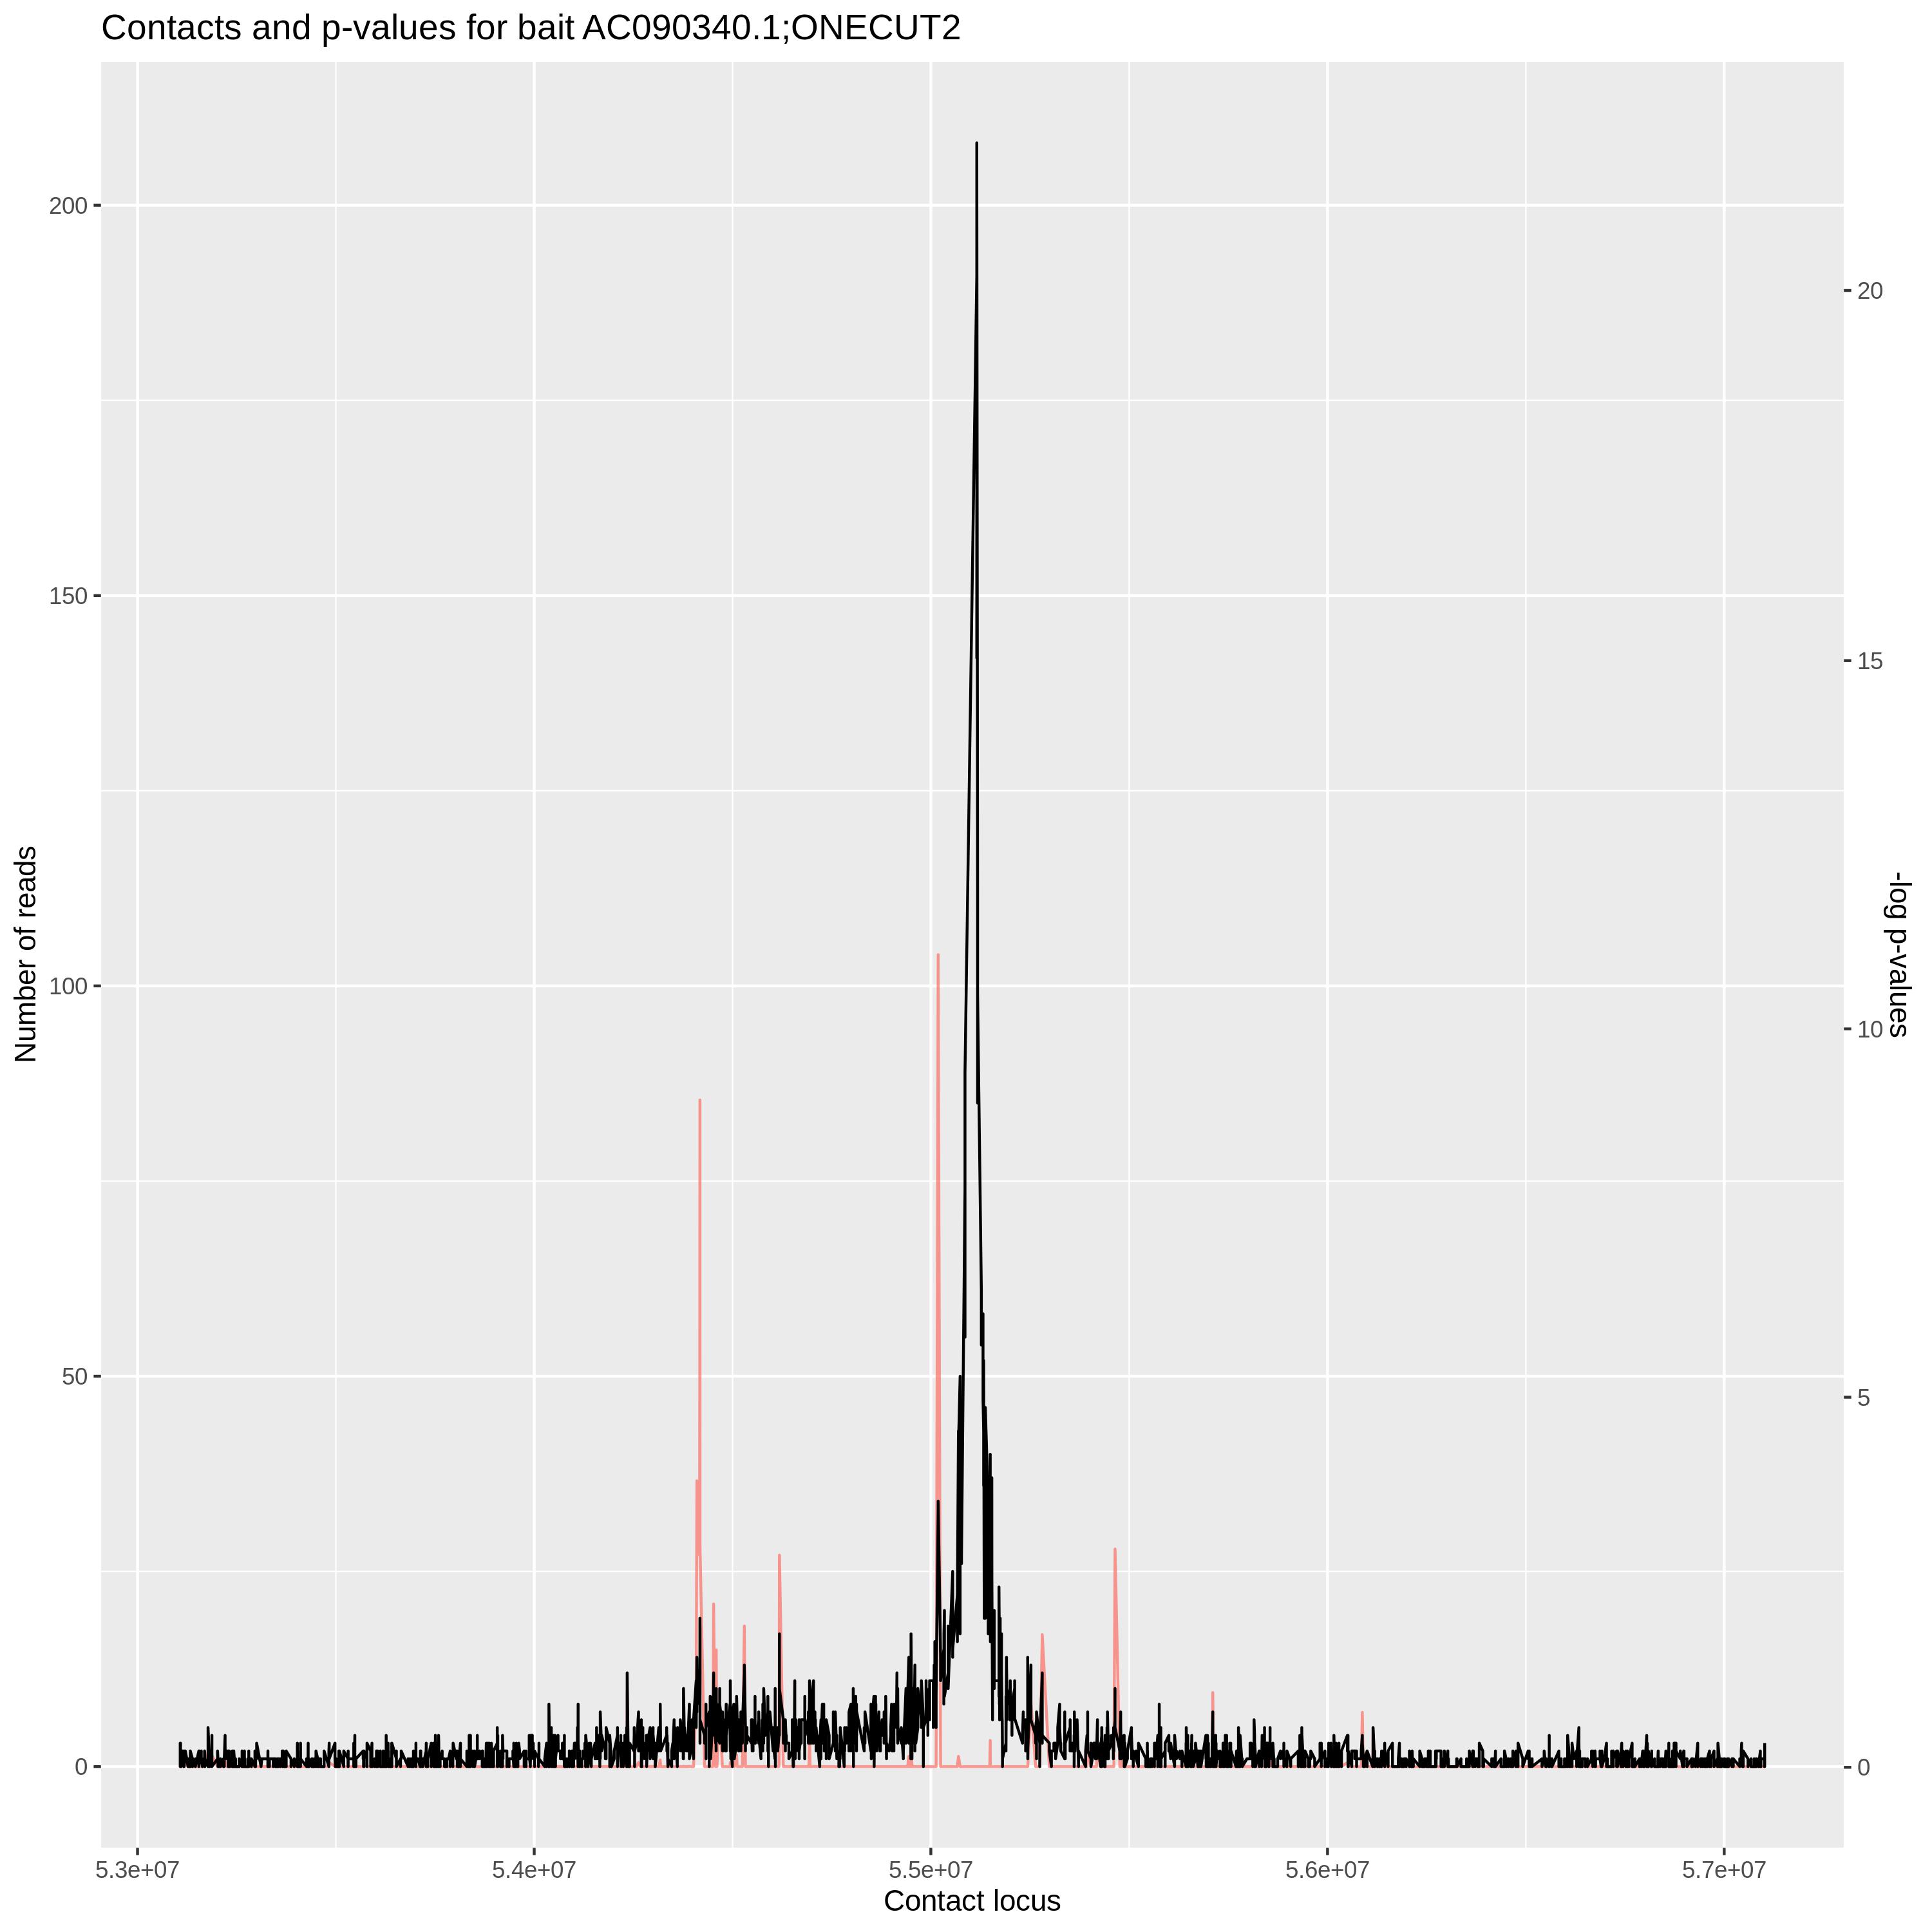 Contacts and p-values for bait AC090340.1;ONECUT2
200
150
100
50
0
Number of reads
20
15
10
5
0
-log p-values
5.3e+07 5.4e+07 5.5e+07 5.6e+07 5.7e+07
Contact locus